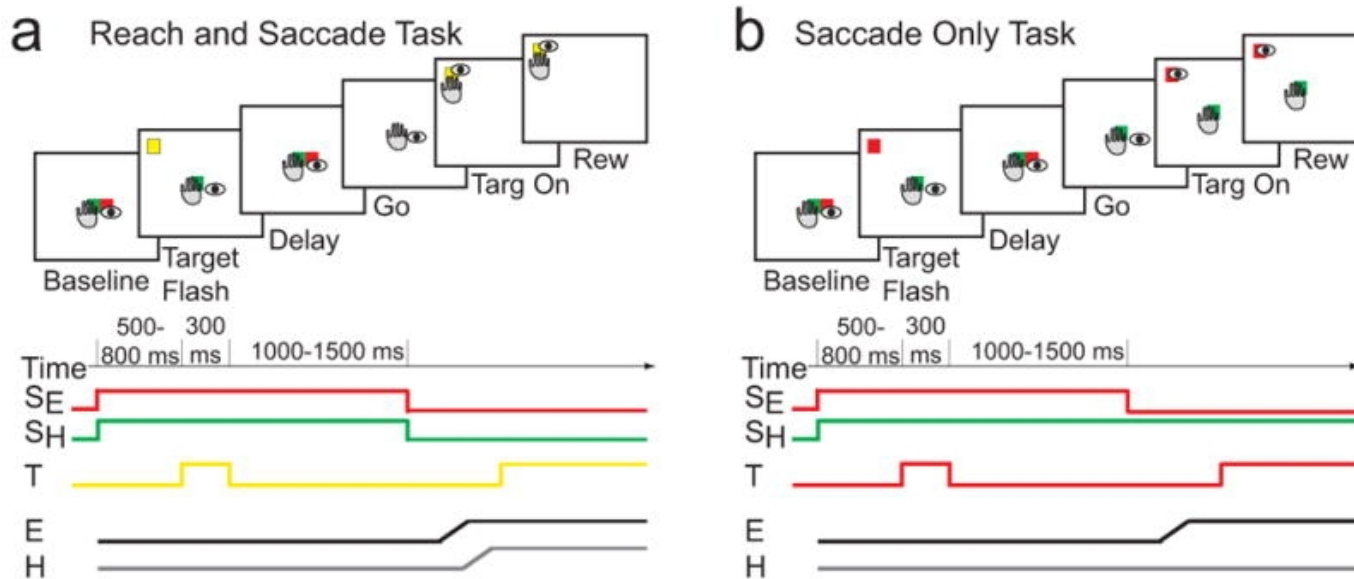 a Reach and Saccade Task
Baseline
Target
Flash
Delay
Go
Targ On
Rew
500-
800 ms
300
ms
1000-1500 ms
Time
SE
SH
T
E
H
b Saccade Only Task
Baseline
Target
Flash
Delay
Go
Targ On
Rew
500-
800 ms
300
ms
1000-1500 ms
Time
SE
SH
T
E
H